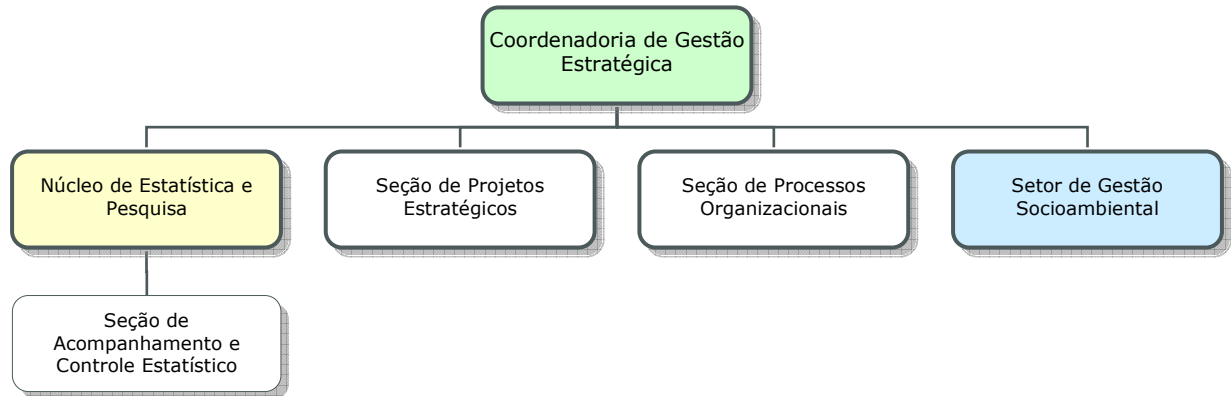 Coordenadoria de Gestão
Estratégica
Núcleo de Estatística e
Pesquisa
Seção de Projetos
Estratégicos
Seção de Processos
Organizacionais
Setor de Gestão
Socioambiental
Seção de
Acompanhamento e
Controle Estatístico